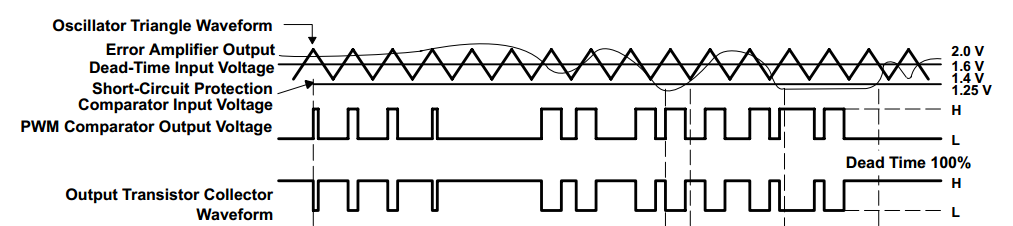 Oscillator Triangle Waveform
Error Amplifier Output
Dead-Time Input Voltage
Short-Circuit Protection
Comparator Input Voltage
PWM Comparator Output Voltage
Output Transistor Collector
Waveform
2.0 V
1.6 V
1.4 V
1.25 V
H
L
Dead Time 100%
H
L